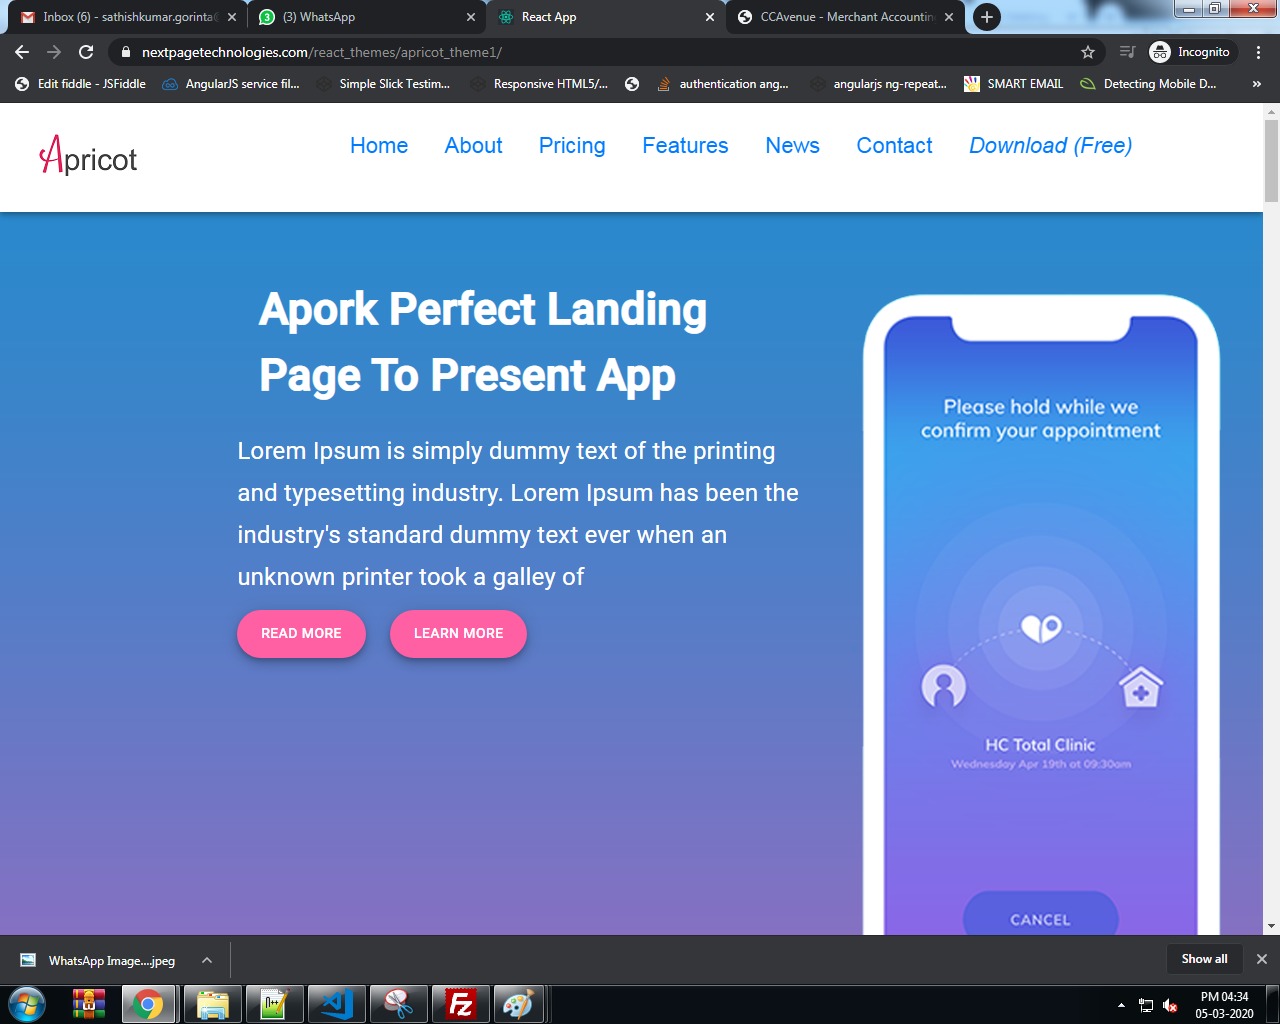 Inbox (6) - sathishkumar.gorinta
(3) WhatsApp
React App
CCAvenue - Merchant Accountin
nextpagetechnologies.com/react_themes/apricot_theme1/
Incognito
Edit fiddle - JSFiddle
AngularJS service fil...
Simple Slick Testim...
Responsive HTML5/...
authentication ang...
angularjs ng-repeat...
SMART EMAIL
Detecting Mobile D...
»
Apricot
Home
About
Pricing
Features
News
Contact
Download (Free)
Apork Perfect Landing
Page To Present App
Lorem Ipsum is simply dummy text of the printing
and typesetting industry. Lorem Ipsum has been the
industry's standard dummy text ever when an
unknown printer took a galley of
READ MORE
LEARN MORE
Please hold while we
confirm your appointment
HC Total Clinic
Wednesday Apr 19th at 09:30am
CANCEL
WhatsApp Image....jpeg
Show all
PM 04:34
05-03-2020